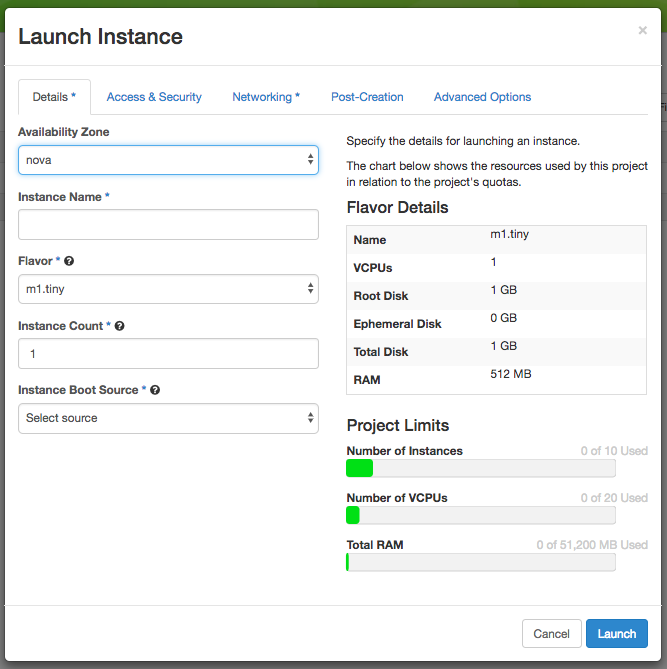 Launch Instance
×
Details *
Access & Security
Networking *
Post-Creation
Advanced Options
Availability Zone
nova
Instance Name *
Flavor * ?
m1.tiny
Instance Count * ?
1
Instance Boot Source * ?
Select source
Specify the details for launching an instance.
The chart below shows the resources used by this project
in relation to the project's quotas.
Flavor Details
Name m1.tiny
VCPUs 1
Root Disk 1 GB
Ephemeral Disk 0 GB
Total Disk 1 GB
RAM 512 MB
Project Limits
Number of Instances 0 of 10 Used
Number of VCPUs 0 of 20 Used
Total RAM 0 of 51,200 MB Used
Cancel
Launch